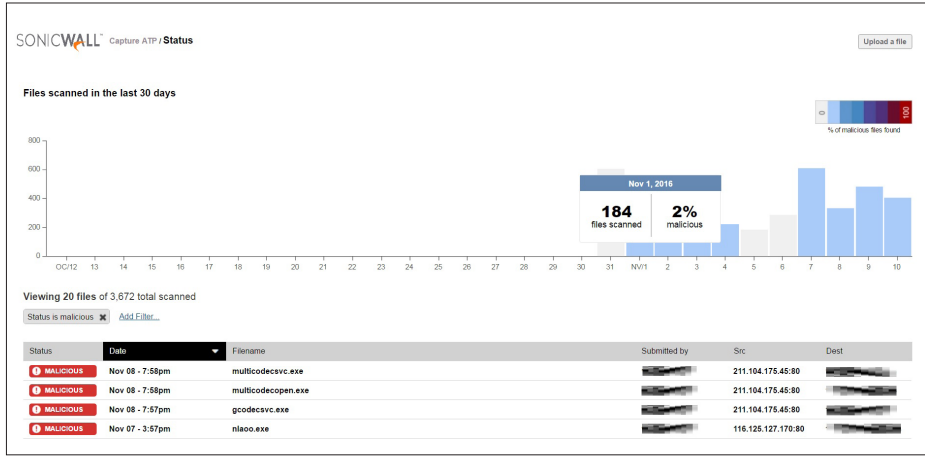 SONICWALL™ Capture ATP / Status
Upload a file
Files scanned in the last 30 days
0 100
% of malicious files found
800
600
400
200
0
Nov 1, 2016
184 2%
files scanned malicious
OC/12 13 14 15 16 17 18 19 20 21 22 23 24 25 26 27 28 29 30 31 NV/1 2 3 4 5 6 7 8 9 10
Viewing 20 files of 3,672 total scanned
Status is malicious ✖ Add Filter...
Status Date Filename Submitted by Src Dest
MALICIOUS Nov 08 - 7:58pm multicodecsvc.exe 211.104.175.45:80
MALICIOUS Nov 08 - 7:58pm multicodecopen.exe 211.104.175.45:80
MALICIOUS Nov 08 - 7:57pm gcodecsvc.exe 211.104.175.45:80
MALICIOUS Nov 07 - 3:57pm nlaoo.exe 116.125.127.170:80